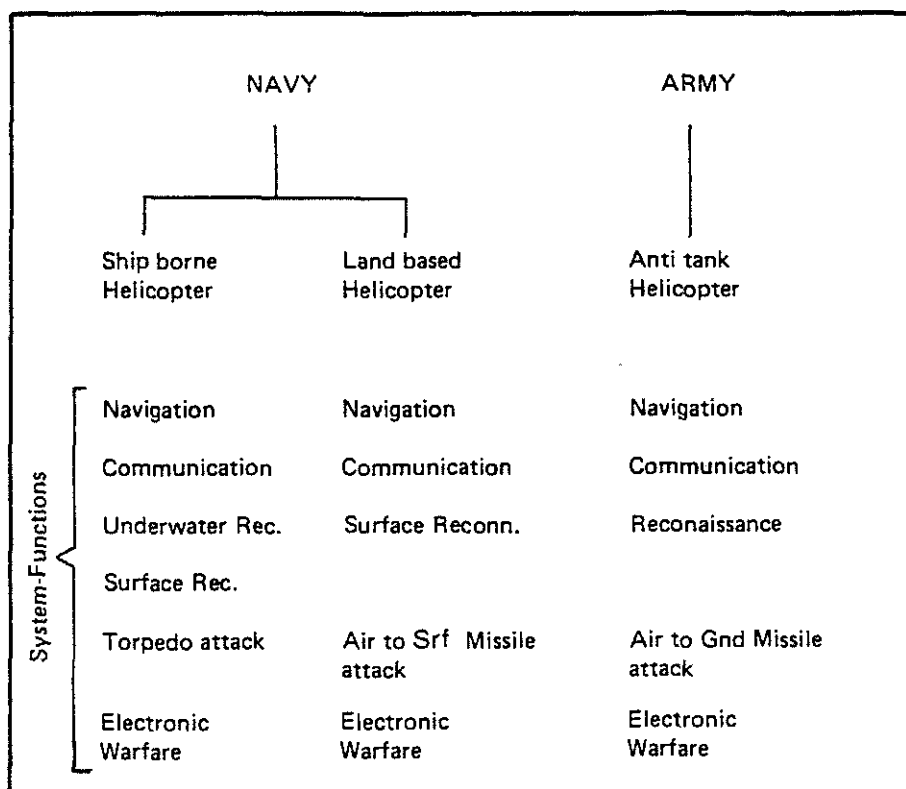 NAVY
ARMY
Ship borne
Helicopter
Land based
Helicopter
Anti tank
Helicopter
System-Functions
Navigation
Navigation
Navigation
Communication
Communication
Communication
Underwater Rec.
Surface Reconn.
Reconaissance
Surface Rec.
Torpedo attack
Air to Srf Missile
attack
Air to Gnd Missile
attack
Electronic
Warfare
Electronic
Warfare
Electronic
Warfare